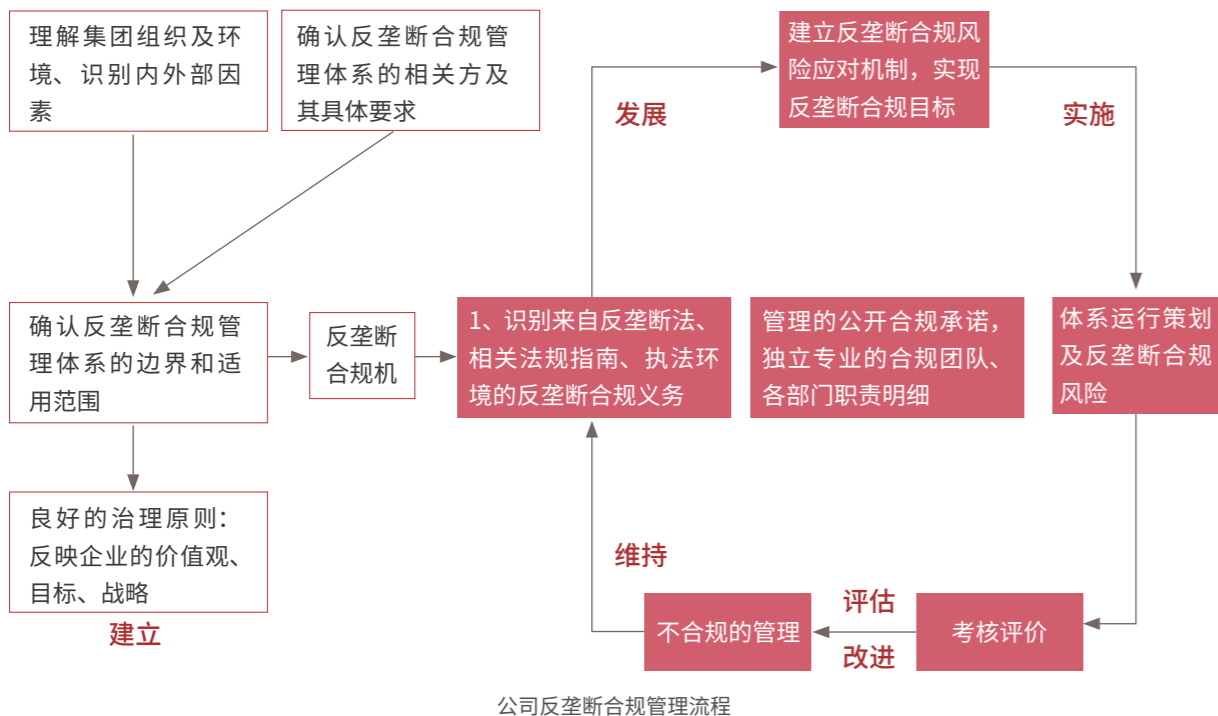 理解集团组织及环
境、识别内外部因
素
确认反垄断合规管
理体系的相关方及
其具体要求
建立反垄断合规风
险应对机制，实现
反垄断合规目标
发展
实施
确认反垄断合规管
理体系的边界和适
用范围
反垄断
合规机
1、识别来自反垄断法、
相关法规指南、执法环
境的反垄断合规义务
管理的公开合规承诺，
独立专业的合规团队、
各部门职责明细
体系运行策划
及反垄断合规
风险
良好的治理原则：
反映企业的价值观、
目标、战略
建立
维持
不合规的管理
评估
改进
考核评价
公司反垄断合规管理流程